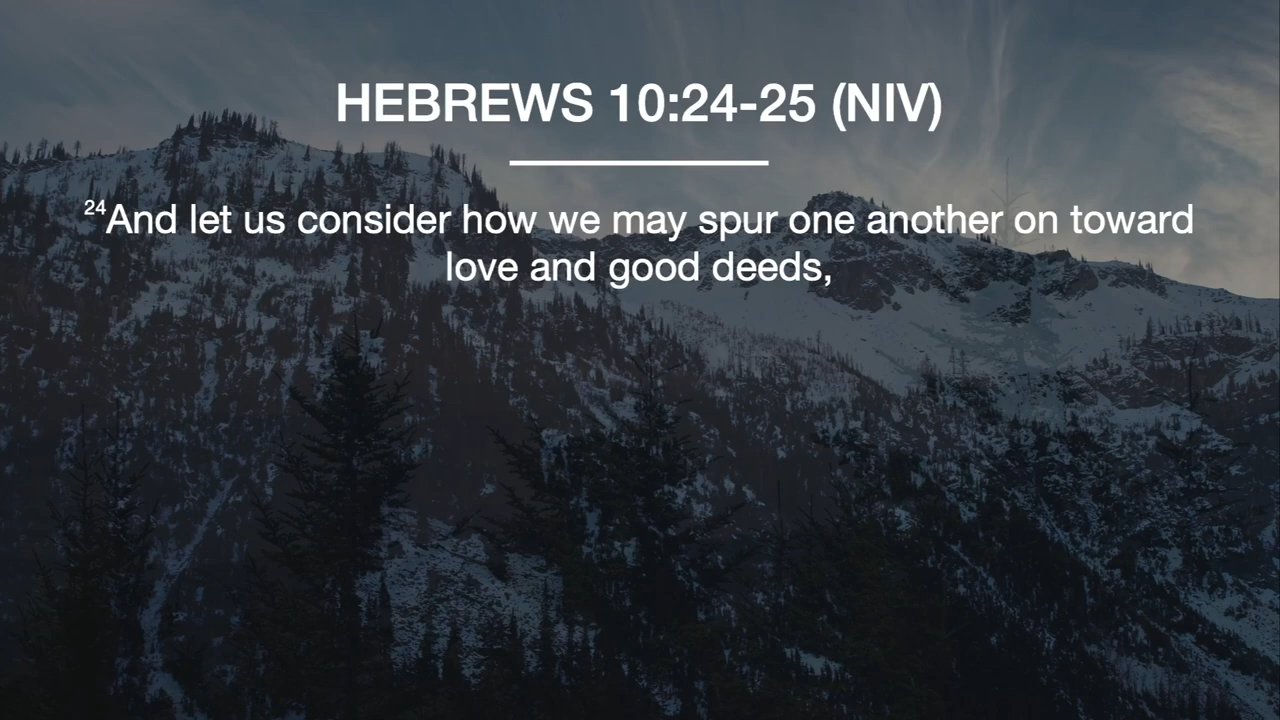 HEBREWS 10:24-25 (NIV)
24And let us consider how we may spur one another on toward
love and good deeds,